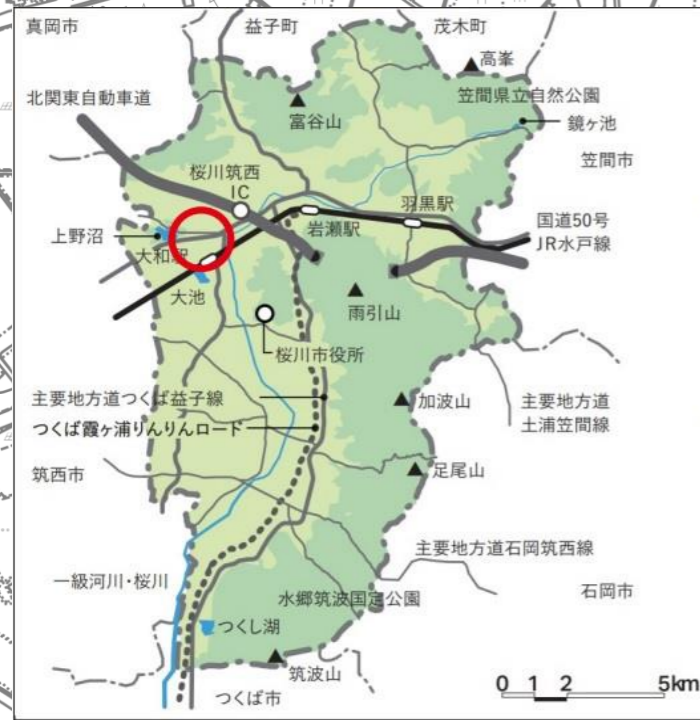 真岡市
益子町
茂木町
高峯
北関東自動車道
笠間県立自然公園
富谷山
鏡ヶ池
笠間市
桜川筑西
IC
羽黒駅
国道50号
JR水戸線
上野沼
岩瀬駅
大和駅
大池
雨引山
桜川市役所
主要地方道つくば益子線
加波山
主要地方道
土浦笠間線
つくば霞ヶ浦りんりんロード
筑西市
足尾山
主要地方道石岡筑西線
一級河川・桜川
石岡市
水郷筑波国定公園
つくし湖
筑波山
つくば市
0 1 2 5km